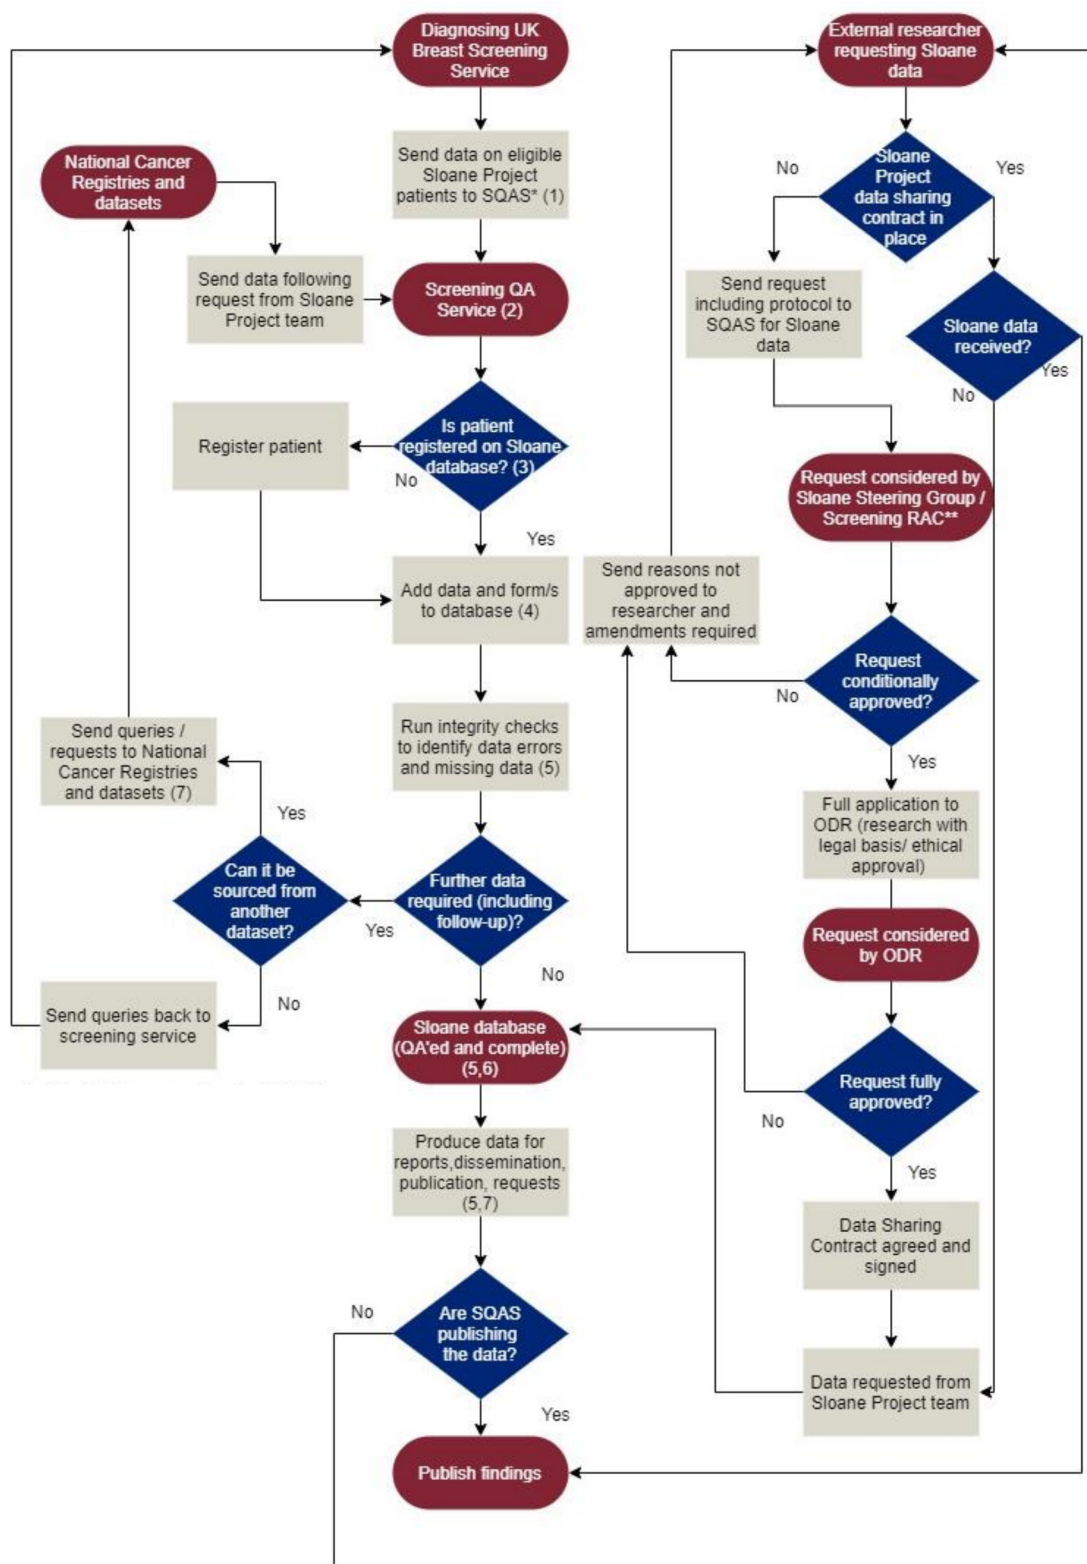 Diagnosing UK
Breast Screening
Service
Send data on eligible
Sloane Project
patients to SQAS* (1)
National Cancer
Registries and
datasets
Send data following
request from Sloane
Project team
Screening QA
Service (2)
Is patient
registered on Sloane
database? (3)
No
Register patient
Yes
Add data and form/s
to database (4)
Run integrity checks
to identify data errors
and missing data (5)
Further data
required (including
follow-up)?
Yes
Can it be
sourced from
another
dataset?
Yes
Send queries /
requests to National
Cancer Registries
and datasets (7)
No
Send queries back to
screening service
No
Sloane database
(QA'ed and complete)
(5,6)
Produce data for
reports,dissemination,
publication, requests
(5,7)
Are SQAS
publishing
the data?
No
Yes
Publish findings
External researcher
requesting Sloane
data
Sloane
Project
data sharing
contract in
place
No
Yes
Send request
including protocol to
SQAS for Sloane
data
Sloane data
received?
Yes
No
Request considered by
Sloane Steering Group /
Screening RAC**
Send reasons not
approved to
researcher and
amendments required
Request
conditionally
approved?
No
Yes
Full application to
ODR (research with
legal basis/ ethical
approval)
Request considered
by ODR
Request fully
approved?
No
Yes
Data Sharing
Contract agreed and
signed
Data requested from
Sloane Project team